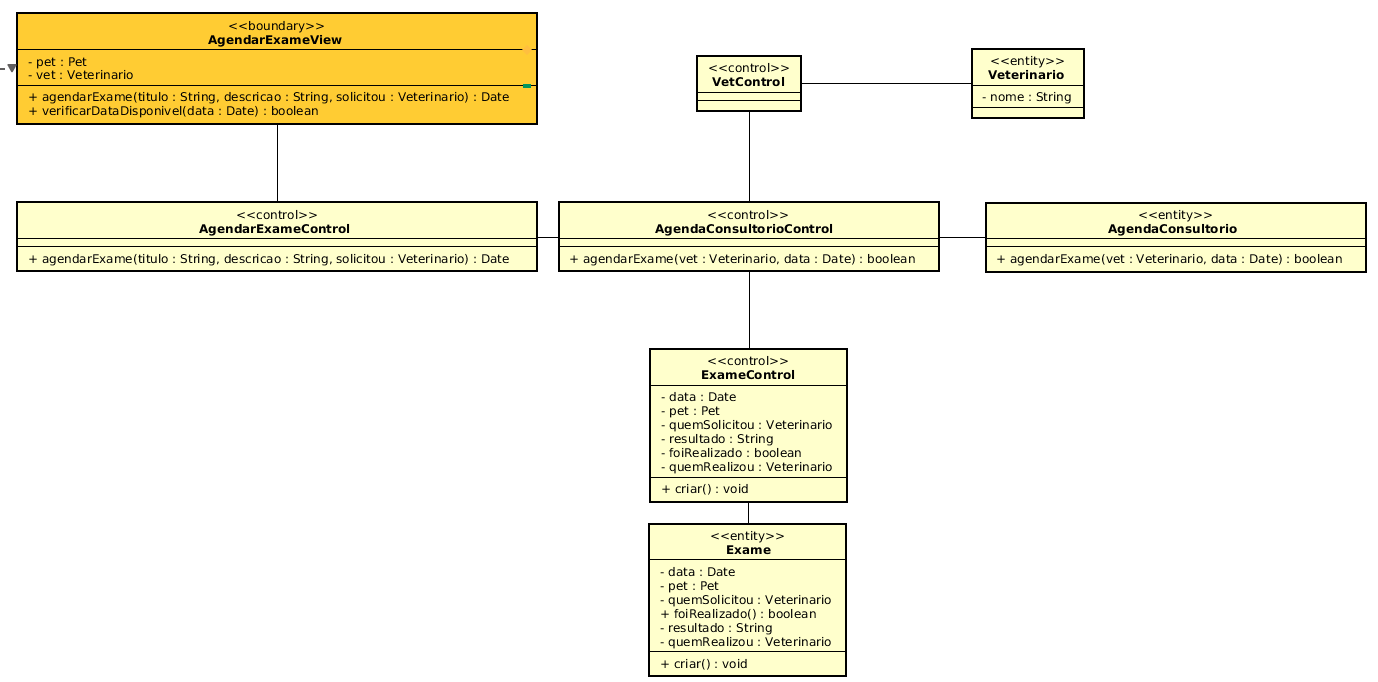 <<boundary>>
AgendarExameView
- pet : Pet
- vet : Veterinario
+ agendarExame(titulo : String, descricao : String, solicitou : Veterinario) : Date
+ verificarDataDisponivel(data : Date) : boolean
<<control>>
VetControl
<<entity>>
Veterinario
- nome : String
<<control>>
AgendarExameControl
+ agendarExame(titulo : String, descricao : String, solicitou : Veterinario) : Date
<<control>>
AgendaConsultorioControl
+ agendarExame(vet : Veterinario, data : Date) : boolean
<<entity>>
AgendaConsultorio
+ agendarExame(vet : Veterinario, data : Date) : boolean
<<control>>
ExameControl
- data : Date
- pet : Pet
- quemSolicitou : Veterinario
- resultado : String
- foiRealizado : boolean
- quemRealizou : Veterinario
+ criar() : void
<<entity>>
Exame
- data : Date
- pet : Pet
- quemSolicitou : Veterinario
+ foiRealizado() : boolean
- resultado : String
- quemRealizou : Veterinario
+ criar() : void